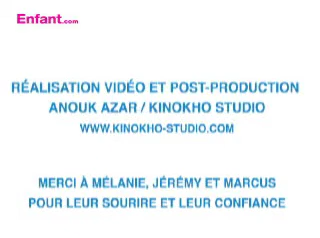 Enfant.com
RÉALISATION VIDÉO ET POST-PRODUCTION
ANOUK AZAR / KINOKHO STUDIO
WWW.KINOKHO-STUDIO.COM
MERCI À MÉLANIE, JÉRÉMY ET MARCUS
POUR LEUR SOURIRE ET LEUR CONFIANCE